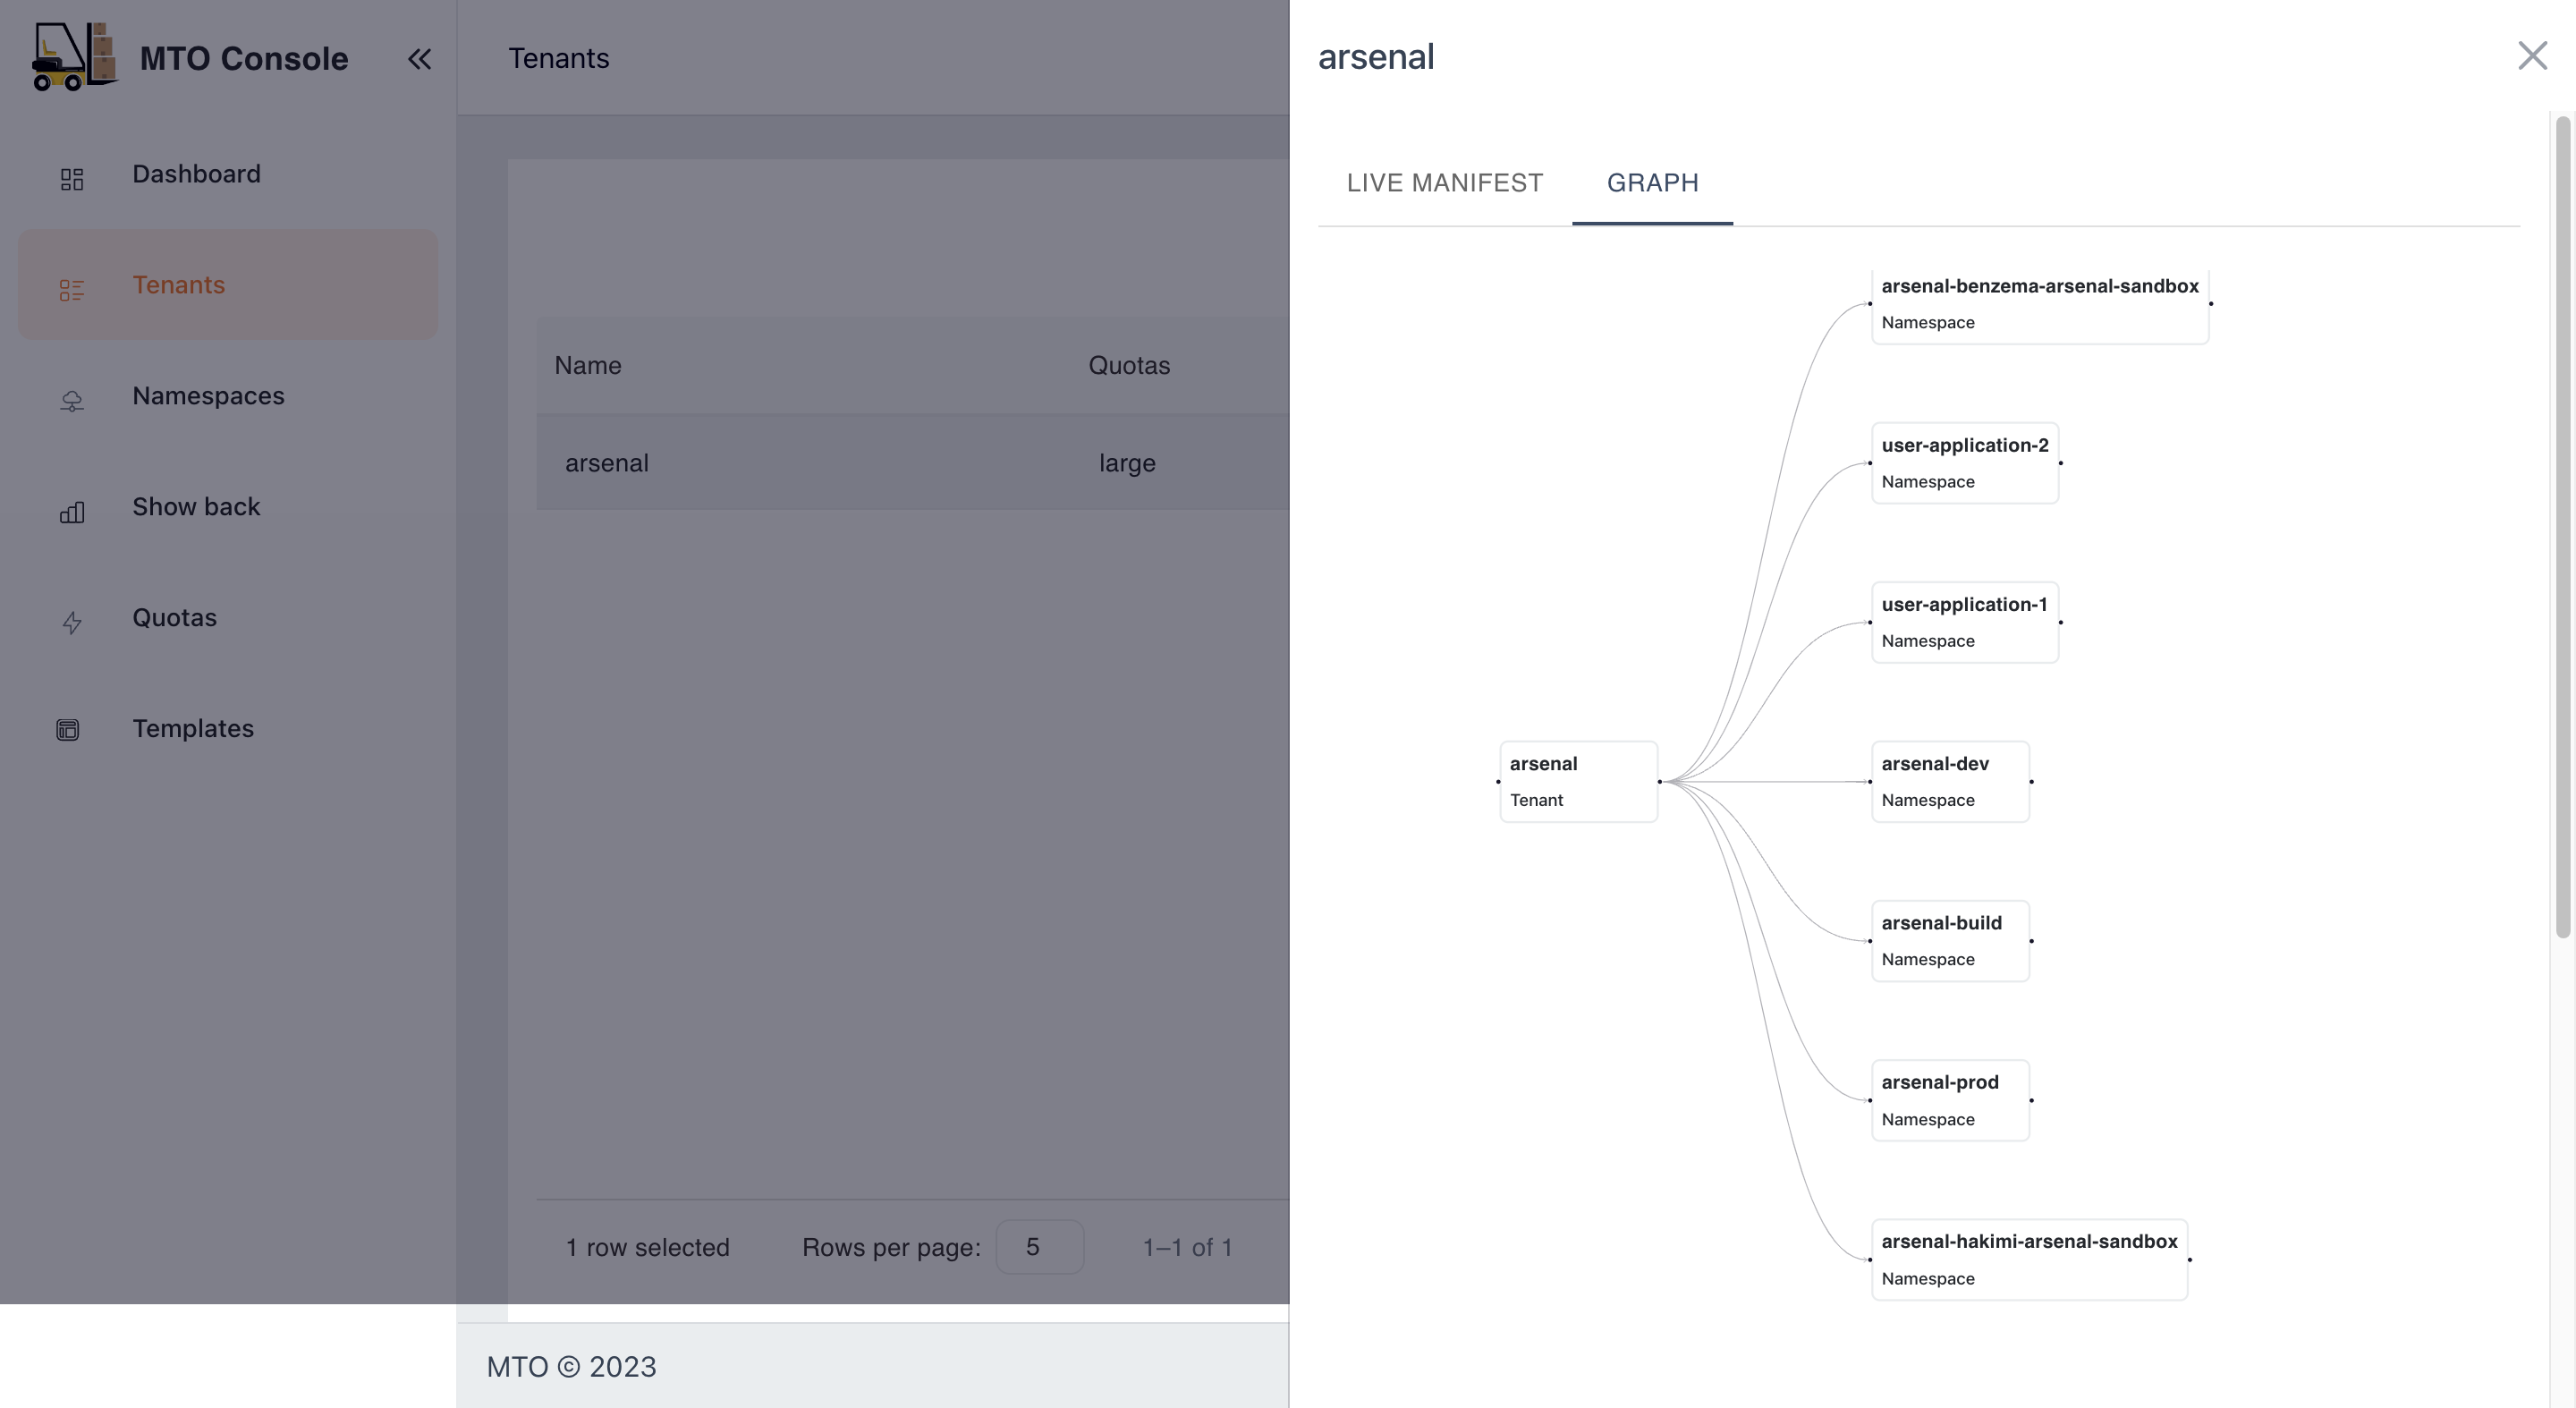 MTO Console
Dashboard
Tenants
Namespaces
Show back
Quotas
Templates
Tenants
Name Quotas
arsenal large
1 row selected Rows per page: 5 1–1 of 1
MTO © 2023
arsenal
LIVE MANIFEST GRAPH
arsenal
Tenant
arsenal-benzema-arsenal-sandbox
Namespace
user-application-2
Namespace
user-application-1
Namespace
arsenal-dev
Namespace
arsenal-build
Namespace
arsenal-prod
Namespace
arsenal-hakimi-arsenal-sandbox
Namespace